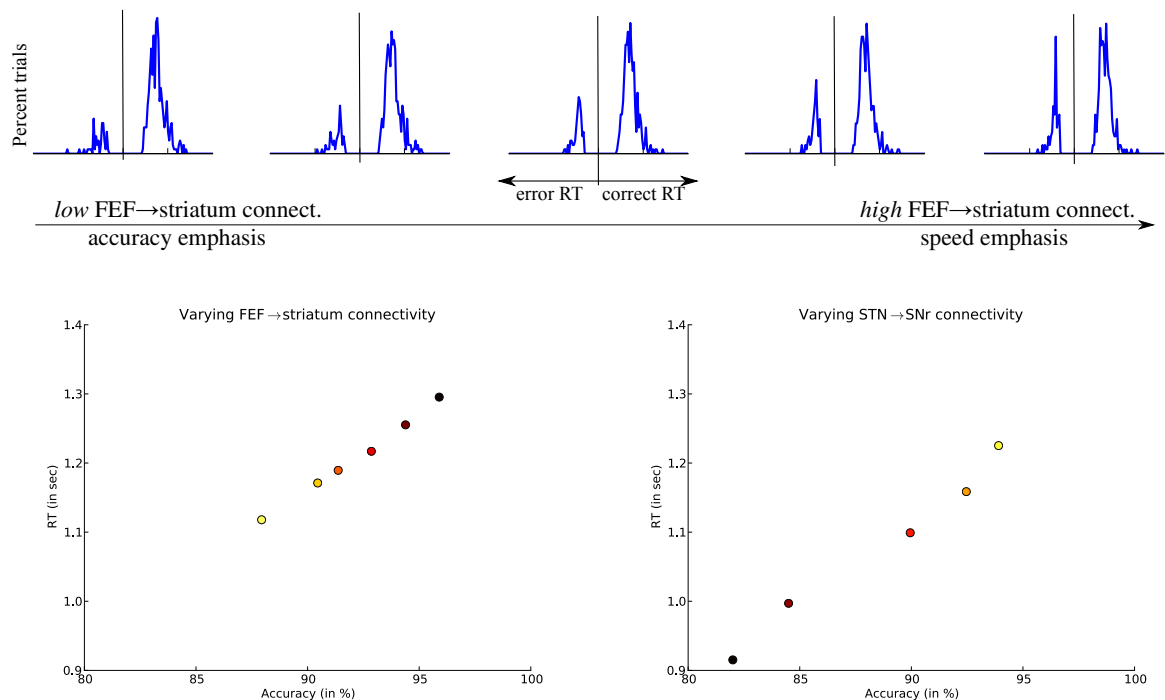 Percent trials
error RT correct RT
low FEF→striatum connect.
high FEF→striatum connect.
accuracy emphasis
speed emphasis
Varying FEF→striatum connectivity
1.4
1.3
1.2
1.1
1.0
0.9
RT (in sec)
80 85 90 95 100
Accuracy (in %)
Varying STN→SNr connectivity
1.4
1.3
1.2
1.1
1.0
0.9
RT (in sec)
80 85 90 95 100
Accuracy (in %)